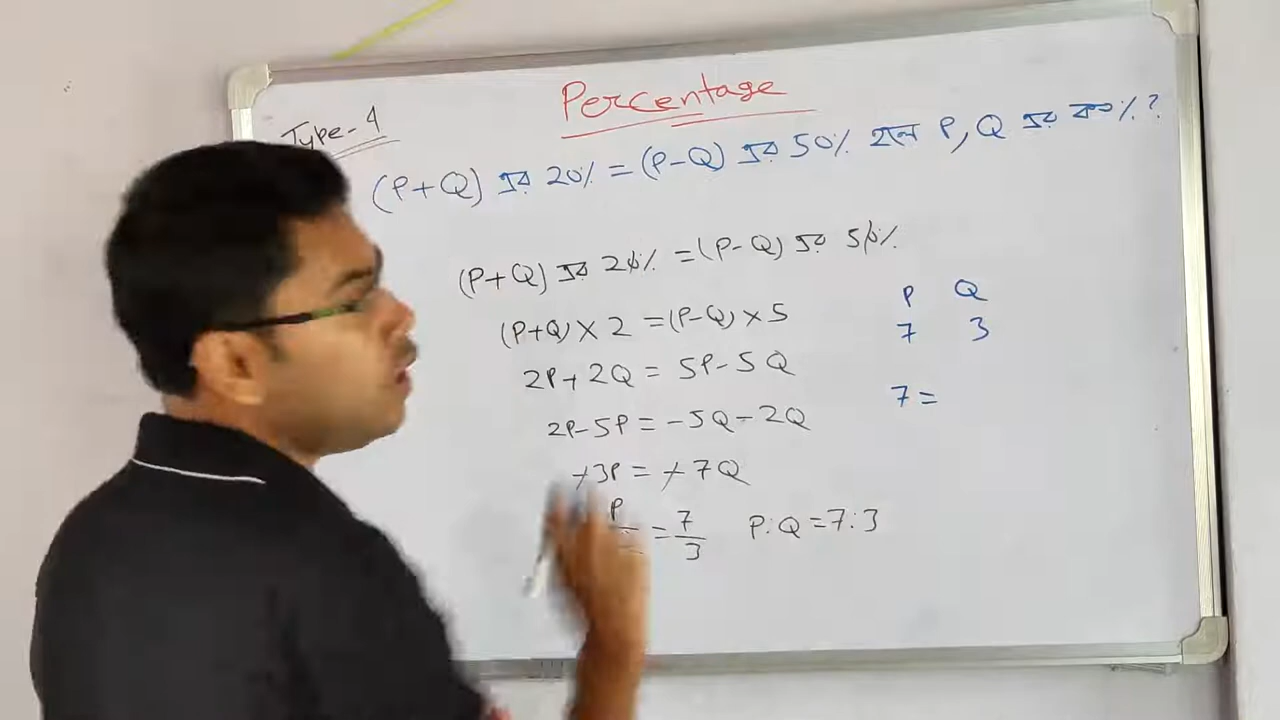 Percentage
Type-4
(P+Q) এর 20% = (P-Q) এর 50% হলে P, Q এর কত%?
(P+Q) এর 20% = (P-Q) এর 50%
(P+Q) × 2 = (P-Q) × 5
2P+2Q = 5P-5Q
2P-5P = -5Q-2Q
-3P = -7Q
P/ = 7/3 P:Q = 7:3
P Q
7 3
7 =